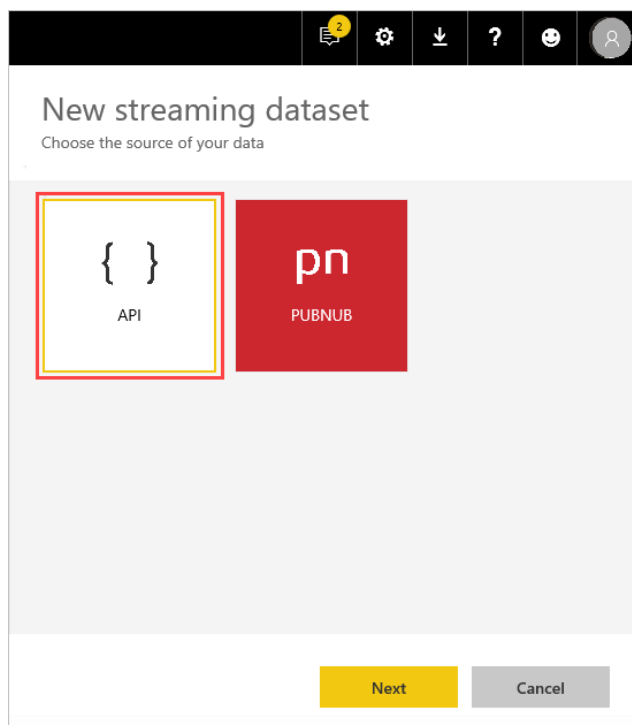 2
?
New streaming dataset
Choose the source of your data
{ }
pn
API
PUBNUB
Next
Cancel